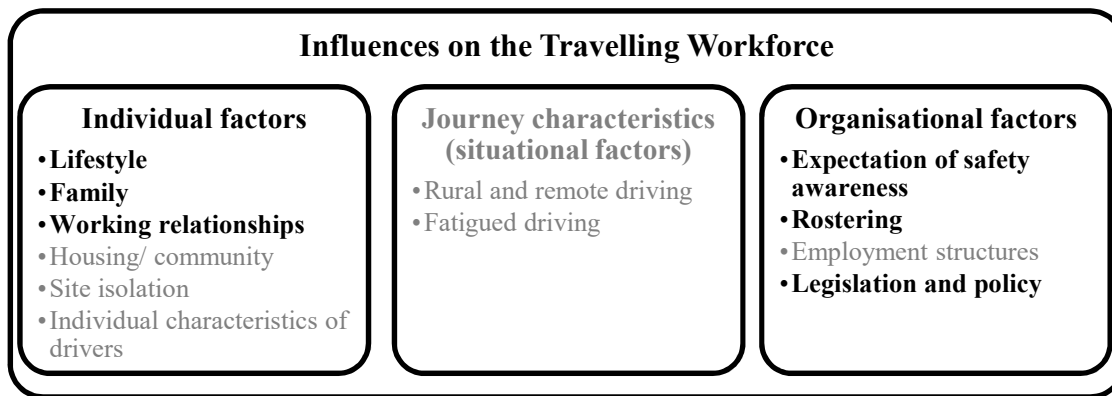 Influences on the Travelling Workforce
Individual factors
•Lifestyle
•Family
•Working relationships
•Housing/ community
•Site isolation
•Individual characteristics of
drivers
Journey characteristics
(situational factors)
•Rural and remote driving
•Fatigued driving
Organisational factors
•Expectation of safety
awareness
•Rostering
•Employment structures
•Legislation and policy